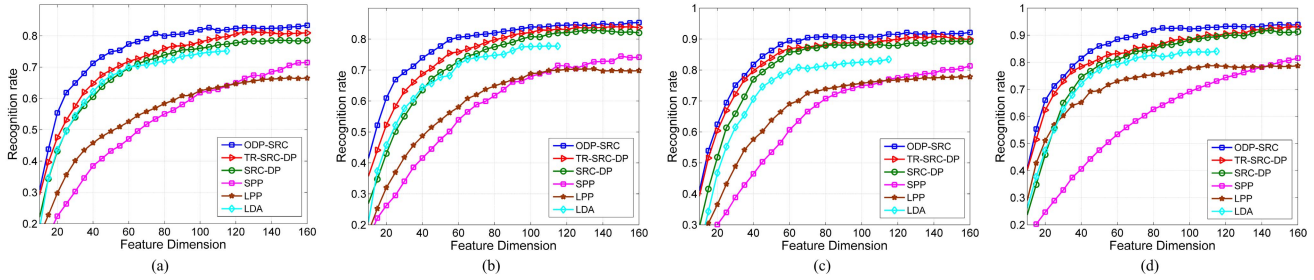 Recognition rate
0.8
0.7
0.6
0.5
0.4
0.3
0.2
20 40 60 80 100 120 140 160
Feature Dimension
ODP-SRC
TR-SRC-DP
SRC-DP
SPP
LPP
LDA
(a)
Recognition rate
0.8
0.7
0.6
0.5
0.4
0.3
0.2
20 40 60 80 100 120 140 160
Feature Dimension
ODP-SRC
TR-SRC-DP
SRC-DP
SPP
LPP
LDA
(b)
Recognition rate
1
0.9
0.8
0.7
0.6
0.5
0.4
0.3
20 40 60 80 100 120 140 160
Feature Dimension
ODP-SRC
TR-SRC-DP
SRC-DP
SPP
LPP
LDA
(c)
Recognition rate
1
0.9
0.8
0.7
0.6
0.5
0.4
0.3
0.2
20 40 60 80 100 120 140 160
Feature Dimension
ODP-SRC
TR-SRC-DP
SRC-DP
SPP
LPP
LDA
(d)